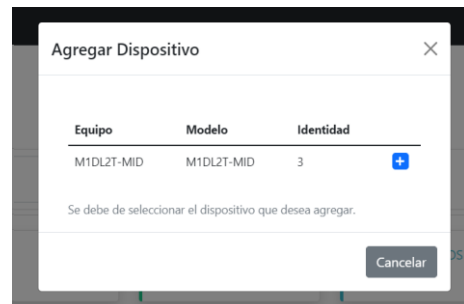 Agregar Dispositivo
Equipo Modelo Identidad
M1DL2T-MID M1DL2T-MID 3
Se debe de seleccionar el dispositivo que desea agregar.
Cancelar
OS